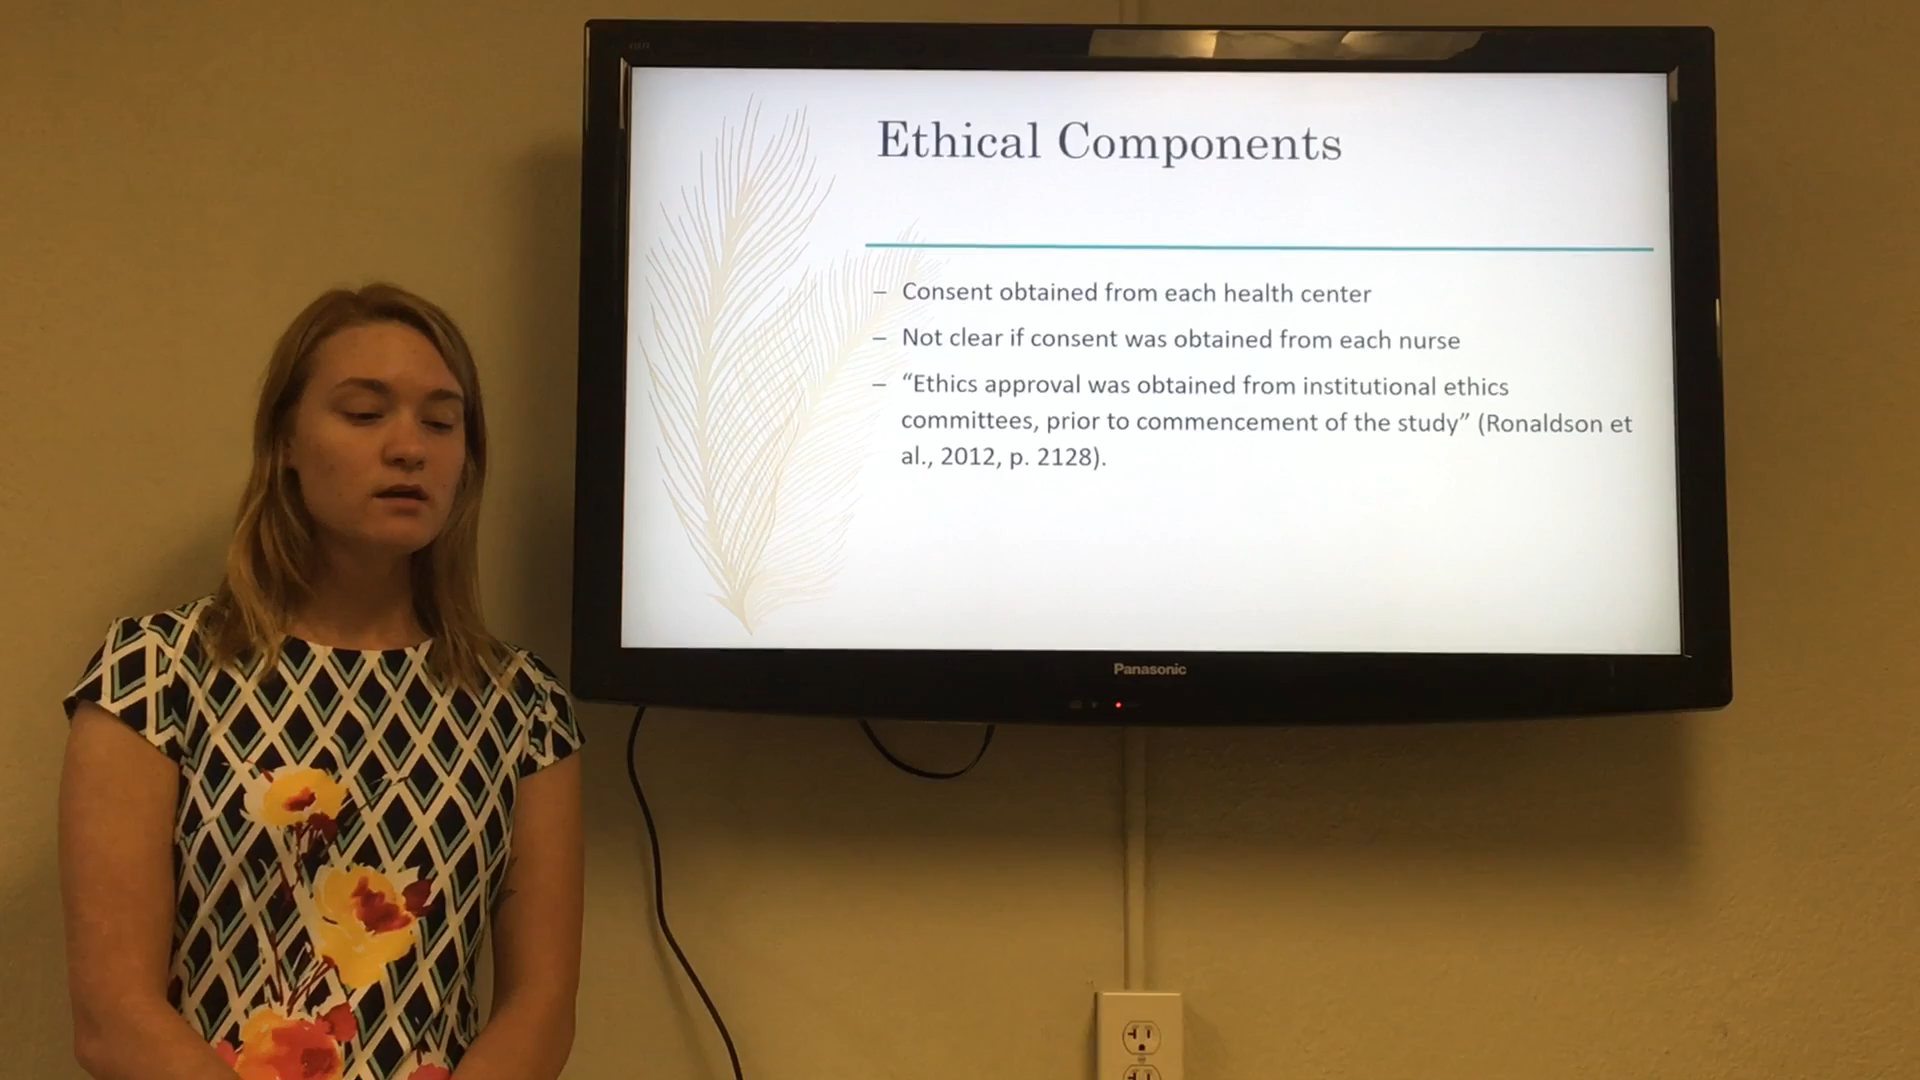 Ethical Components
– Consent obtained from each health center
– Not clear if consent was obtained from each nurse
– “Ethics approval was obtained from institutional ethics
committees, prior to commencement of the study” (Ronaldson et
al., 2012, p. 2128).
Panasonic